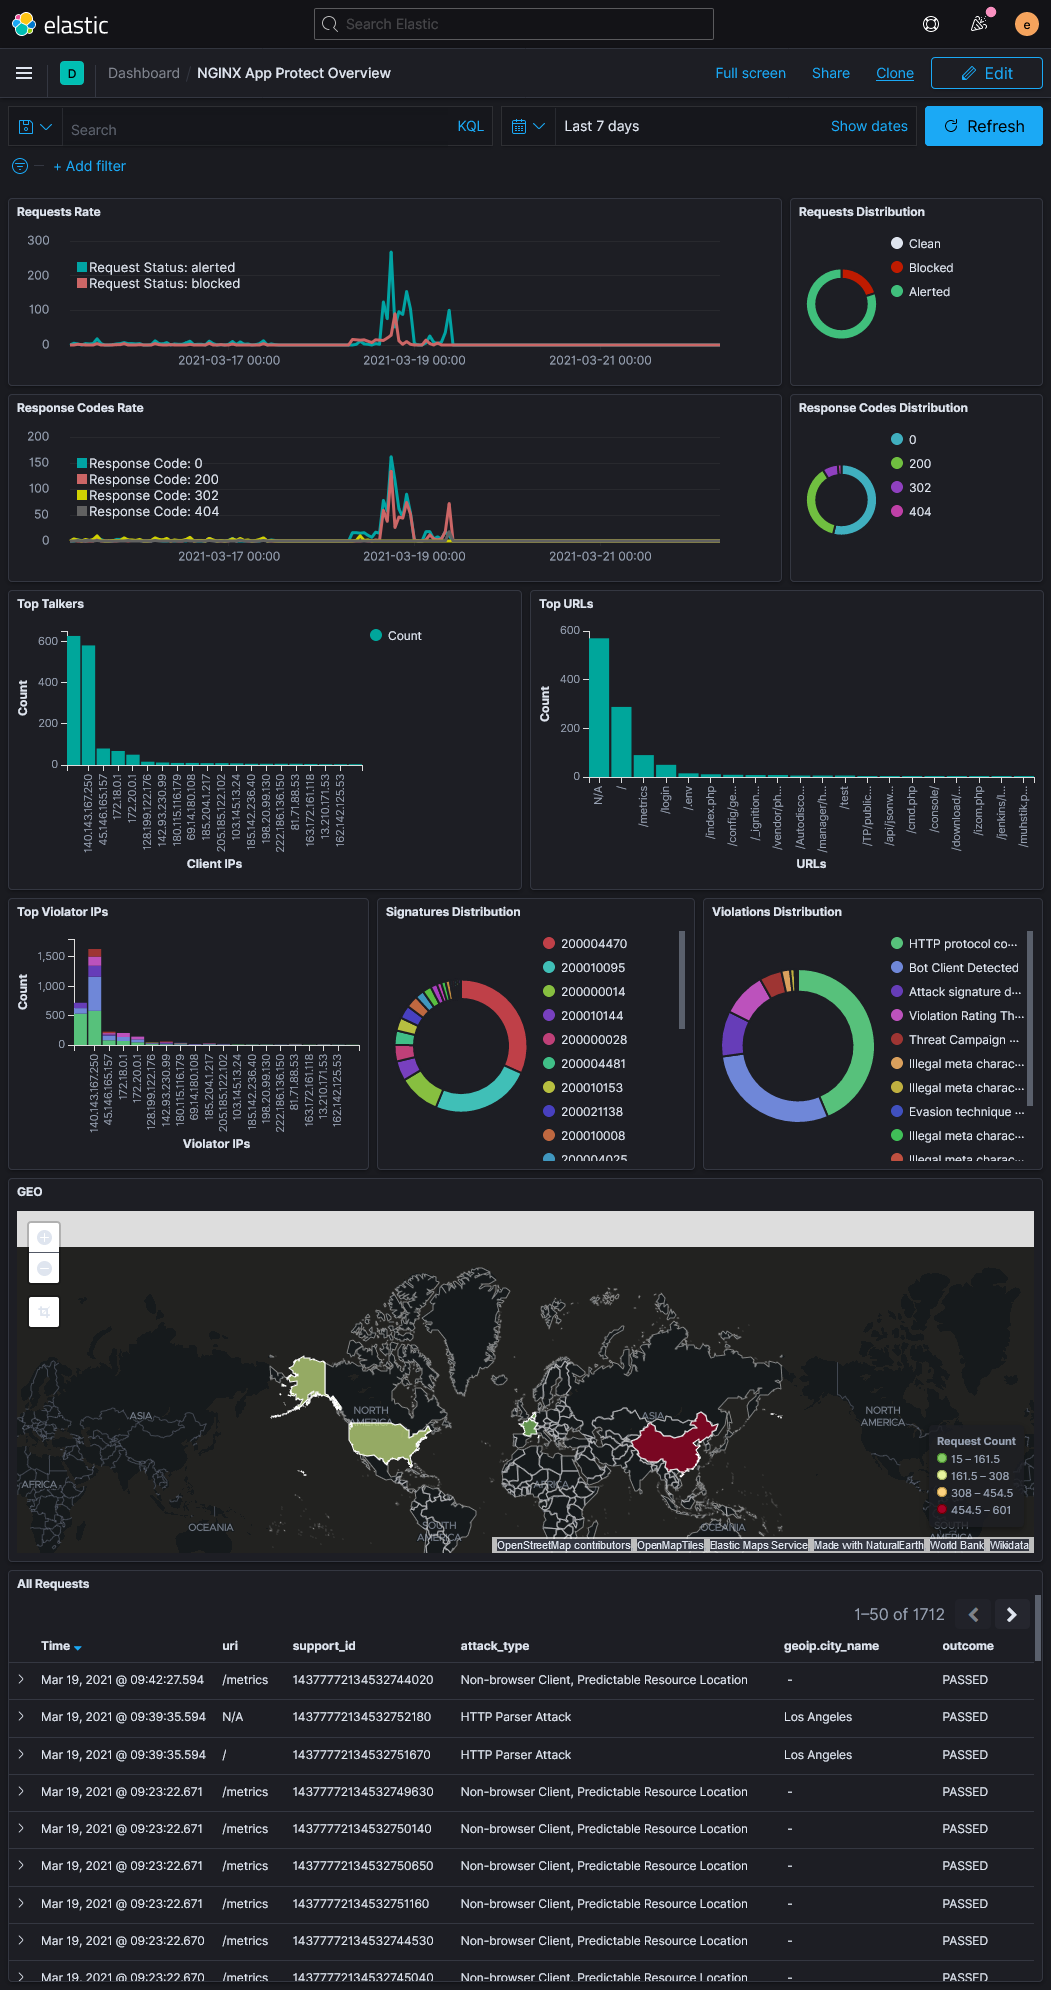 elastic
Search Elastic
e
D
Dashboard / NGINX App Protect Overview
Full screen
Share
Clone
Edit
Search
KQL
Last 7 days
Show dates
Refresh
+ Add filter
Requests Rate
300
200
100
0
Request Status: alerted
Request Status: blocked
2021-03-17 00:00
2021-03-19 00:00
2021-03-21 00:00
Requests Distribution
Clean
Blocked
Alerted
Response Codes Rate
200
150
100
50
0
Response Code: 0
Response Code: 200
Response Code: 302
Response Code: 404
2021-03-17 00:00
2021-03-19 00:00
2021-03-21 00:00
Response Codes Distribution
0
200
302
404
Top Talkers
Count
600
400
200
0
Count
140.143.167.250
45.146.165.157
172.18.0.1
172.20.0.1
128.199.122.176
142.93.230.99
180.115.116.179
69.14.180.108
185.204.1.217
205.185.122.102
103.145.13.24
185.142.236.40
198.20.99.130
222.186.136.150
81.71.88.53
163.172.161.118
13.210.171.53
162.142.125.53
Client IPs
Top URLs
Count
600
400
200
0
N/A
/
/metrics
/login
/.env
/index.php
/config/ge...
/_ignition...
/vendor/ph...
/Autodisco...
/manager/h...
/test
/TP/public...
/api/jsonw...
/cmd.php
/console/
/download/...
/izom.php
/jenkins/l...
/muhstik.p...
URLs
Top Violator IPs
Count
1,500
1,000
500
0
140.143.167.250
45.146.165.157
172.18.0.1
172.20.0.1
128.199.122.176
142.93.230.99
180.115.116.179
69.14.180.108
185.204.1.217
205.185.122.102
103.145.13.24
185.142.236.40
198.20.99.130
222.186.136.150
81.71.88.53
163.172.161.118
13.210.171.53
162.142.125.53
Violator IPs
Signatures Distribution
200004470
200010095
200000014
200010144
200000028
200004481
200010153
200021138
200010008
200004025
Violations Distribution
HTTP protocol co...
Bot Client Detected
Attack signature d...
Violation Rating Th...
Threat Campaign ...
Illegal meta charac...
Illegal meta charac...
Evasion technique ...
Illegal meta charac...
Illegal meta charac...
GEO
ASIA
AFRICA
OCEANIA
NORTH
AMERICA
SOUTH
AMERICA
ASIA
AFRICA
OCEANIA
NORTH
AMERICA
SOUTH
AMERICA
Request Count
15 – 161.5
161.5 – 308
308 – 454.5
454.5 – 601
OpenStreetMap contributors OpenMapTiles Elastic Maps Service Made with NaturalEarth World Bank Wikidata
All Requests
1–50 of 1712
Time uri support_id attack_type geoip.city_name outcome
Mar 19, 2021 @ 09:42:27.594 /metrics 14377772134532744020 Non-browser Client, Predictable Resource Location - PASSED
Mar 19, 2021 @ 09:39:35.594 N/A 14377772134532752180 HTTP Parser Attack Los Angeles PASSED
Mar 19, 2021 @ 09:39:35.594 / 14377772134532751670 HTTP Parser Attack Los Angeles PASSED
Mar 19, 2021 @ 09:23:22.671 /metrics 14377772134532749630 Non-browser Client, Predictable Resource Location - PASSED
Mar 19, 2021 @ 09:23:22.671 /metrics 14377772134532750140 Non-browser Client, Predictable Resource Location - PASSED
Mar 19, 2021 @ 09:23:22.671 /metrics 14377772134532750650 Non-browser Client, Predictable Resource Location - PASSED
Mar 19, 2021 @ 09:23:22.671 /metrics 14377772134532751160 Non-browser Client, Predictable Resource Location - PASSED
Mar 19, 2021 @ 09:23:22.670 /metrics 14377772134532744530 Non-browser Client, Predictable Resource Location - PASSED
Mar 19, 2021 @ 09:23:22.670 /metrics 14377772134532745040 Non-browser Client, Predictable Resource Location - PASSED